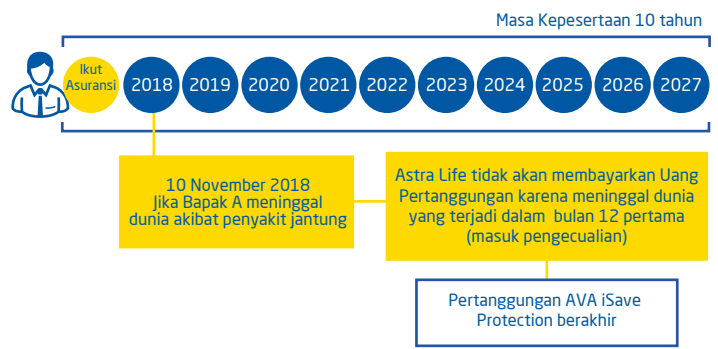 Masa Kepesertaan 10 tahun
Ikut
Asuransi
2018
2019
2020
2021
2022
2023
2024
2025
2026
2027
10 November 2018
Jika Bapak A meninggal
dunia akibat penyakit jantung
Astra Life tidak akan membayarkan Uang
Pertanggungan karena meninggal dunia
yang terjadi dalam bulan 12 pertama
(masuk pengecualian)
Pertanggungan AVA iSave
Protection berakhir